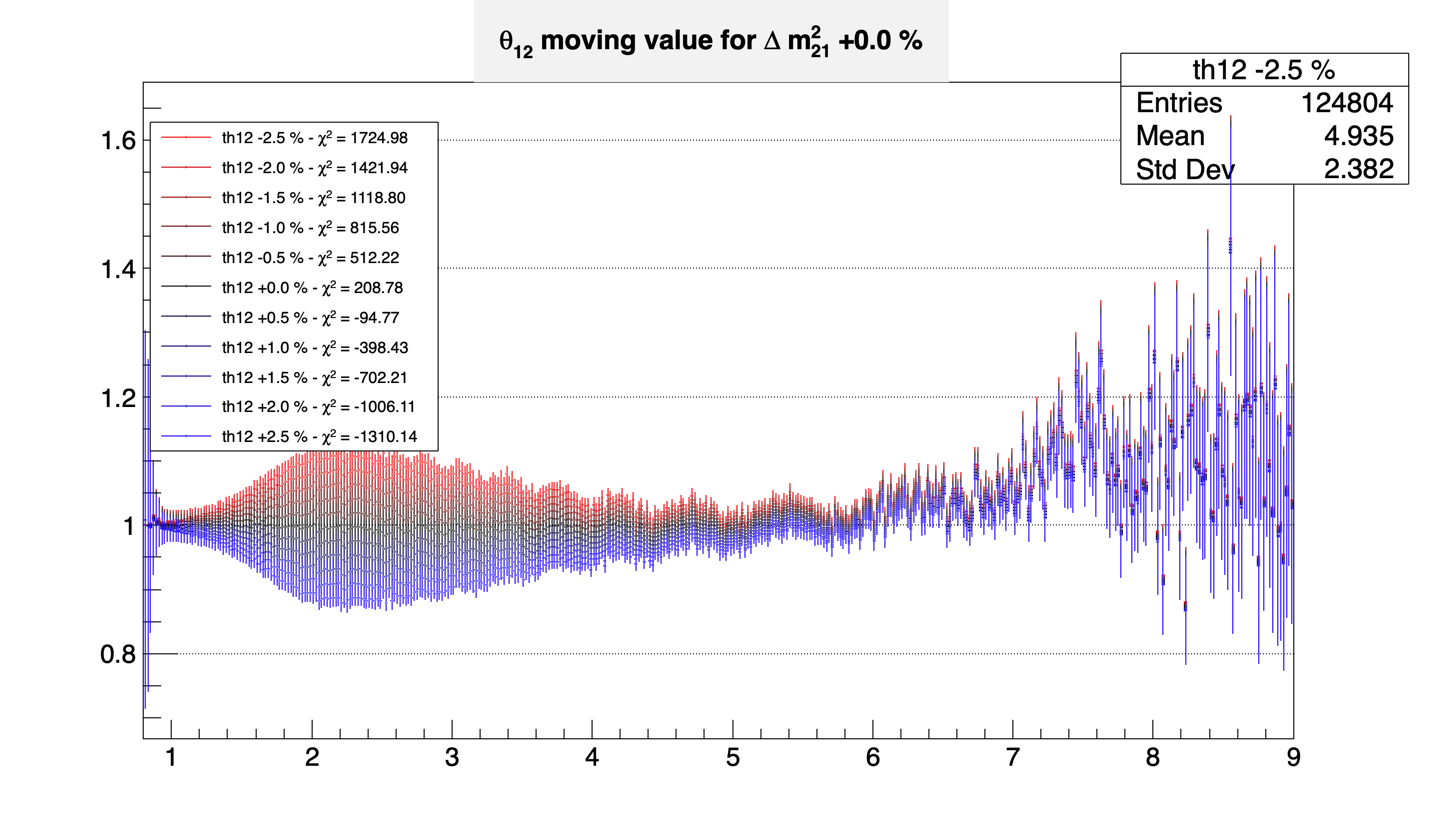 θ12 moving value for Δ m²21 +0.0 %
th12 -2.5 %
Entries 124804
Mean 4.935
Std Dev 2.382
th12 -2.5 % - χ² = 1724.98
th12 -2.0 % - χ² = 1421.94
th12 -1.5 % - χ² = 1118.80
th12 -1.0 % - χ² = 815.56
th12 -0.5 % - χ² = 512.22
th12 +0.0 % - χ² = 208.78
th12 +0.5 % - χ² = -94.77
th12 +1.0 % - χ² = -398.43
th12 +1.5 % - χ² = -702.21
th12 +2.0 % - χ² = -1006.11
th12 +2.5 % - χ² = -1310.14
1.6
1.4
1.2
1
0.8
1 2 3 4 5 6 7 8 9